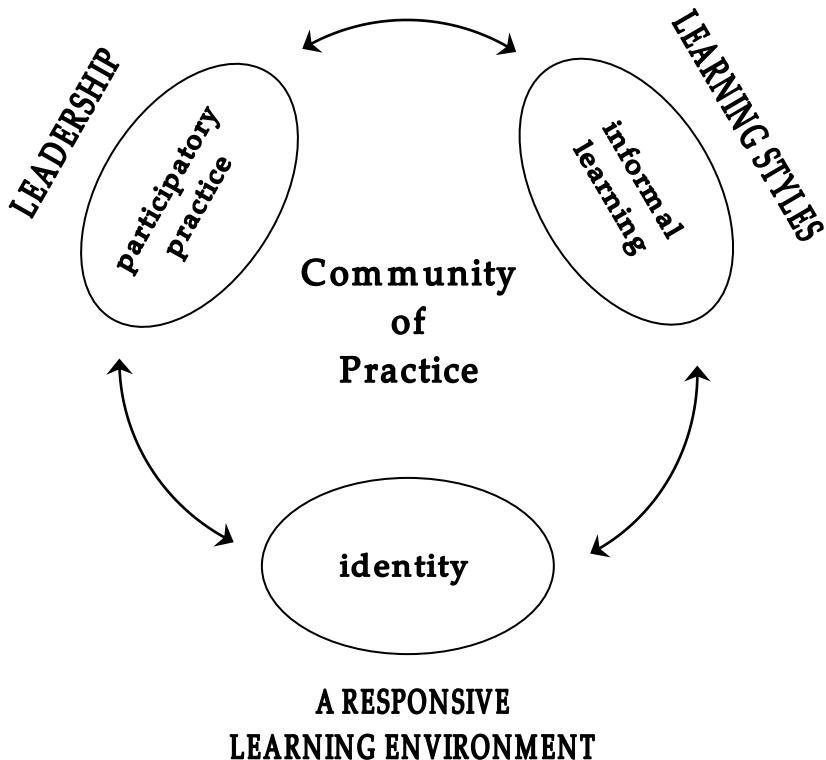 LEADERSHIP
participatory
practice
LEARNING STYLES
informal
learning
Community
of
Practice
identity
A RESPONSIVE
LEARNING ENVIRONMENT